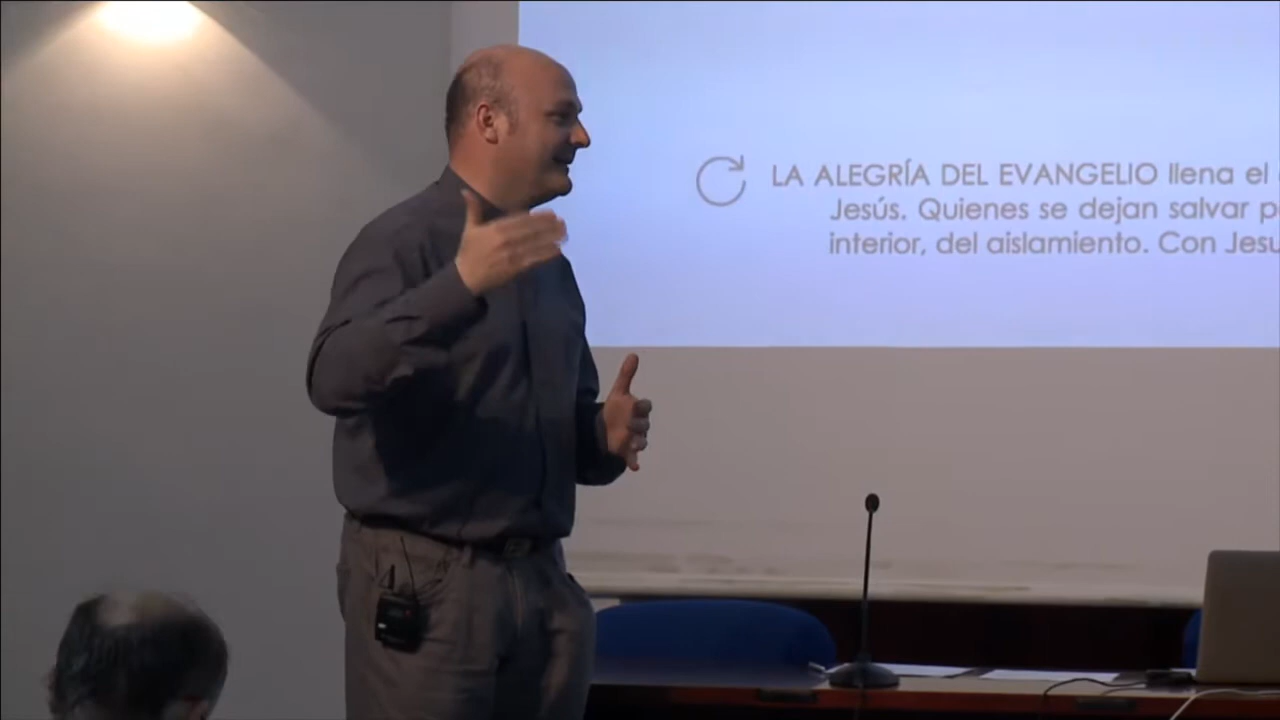 LA ALEGRÍA DEL EVANGELIO llena el
Jesús. Quienes se dejan salvar
interior, del aislamiento. Con